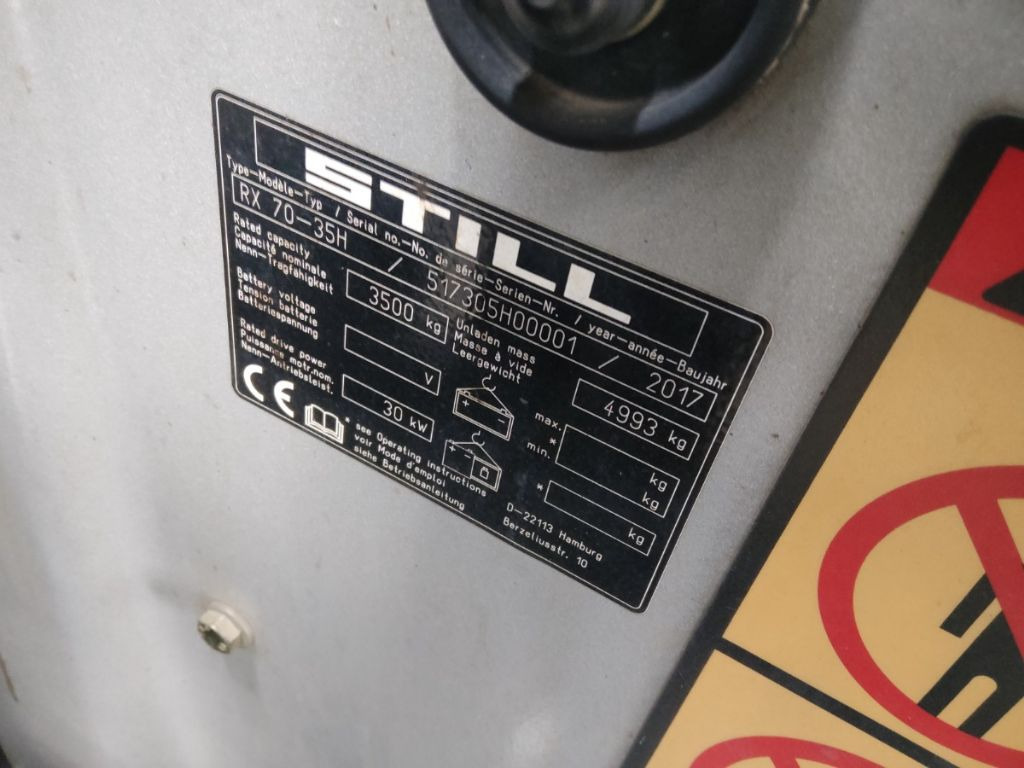 STILL
Type–Modèle–Typ / Serial no.–No. de série–Serien–Nr. / year–année–Baujahr
RX 70–35H / 517305H00001 / 2017
Rated capacity
Capacité nominale
Nenn–Tragfähigkeit
3500 kg
Unladen mass
Masse à vide
Leergewicht
4993 kg
Battery voltage
Tension batterie
Batteriespannung
V
max.
kg
*
min.
kg
Rated drive power
Puissance motr.nom.
Nenn–Antriebsleist.
30 kW
*
kg
CE
* see Operating instructions
voir Mode d'emploi
siehe Betriebsanleitung
D–22113 Hamburg
Berzeliusstr. 10